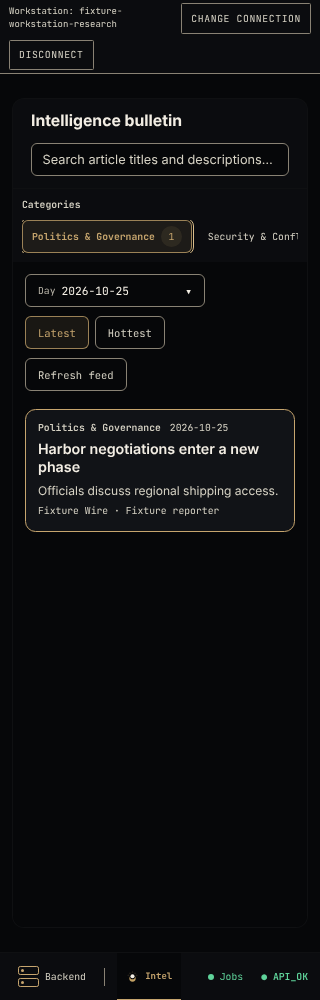 Workstation: fixture-
workstation-research
CHANGE CONNECTION
DISCONNECT
Intelligence bulletin
Search article titles and descriptions...
Categories
Politics & Governance 1
Security &
Day 2026-10-25
Latest
Hottest
Refresh feed
Politics & Governance 2026-10-25
Harbor negotiations enter a new
phase
Officials discuss regional shipping access.
Fixture Wire · Fixture reporter
Backend
Intel
Jobs
API_OK